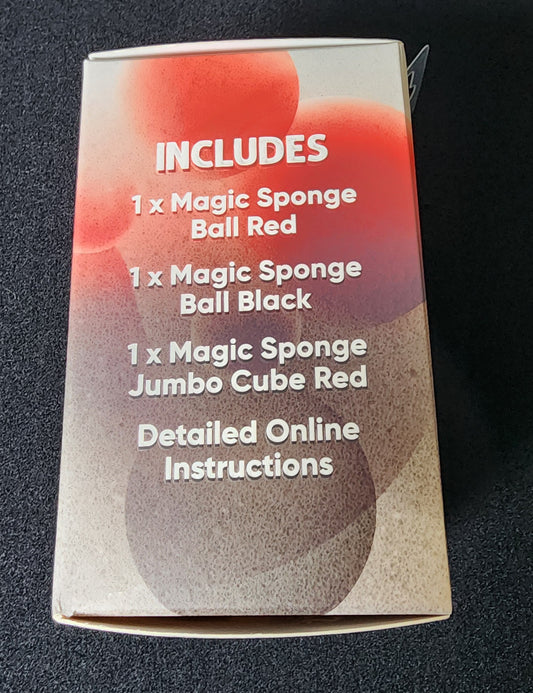 INCLUDES
1 x Magic Sponge
Ball Red
1 x Magic Sponge
Ball Black
1 x Magic Sponge
Jumbo Cube Red
Detailed Online
Instructions